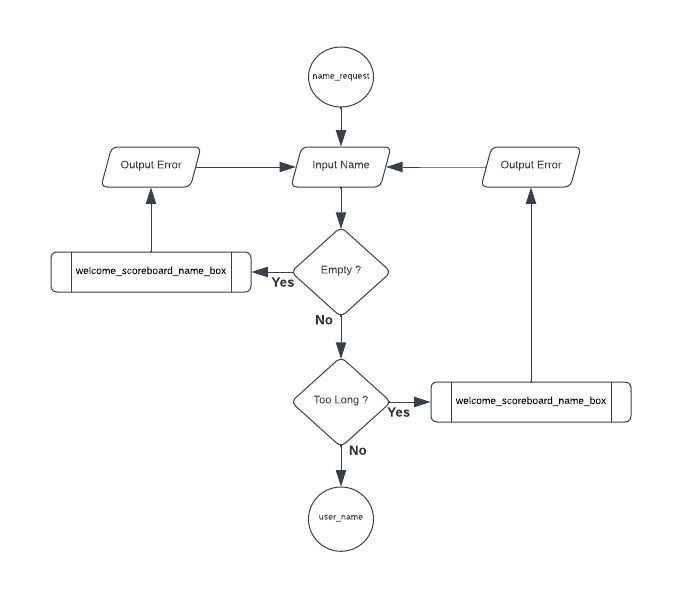 name_request
Output Error
Input Name
Output Error
welcome_scoreboard_name_box
Empty ?
Yes
No
Too Long ?
Yes
welcome_scoreboard_name_box
No
user_name